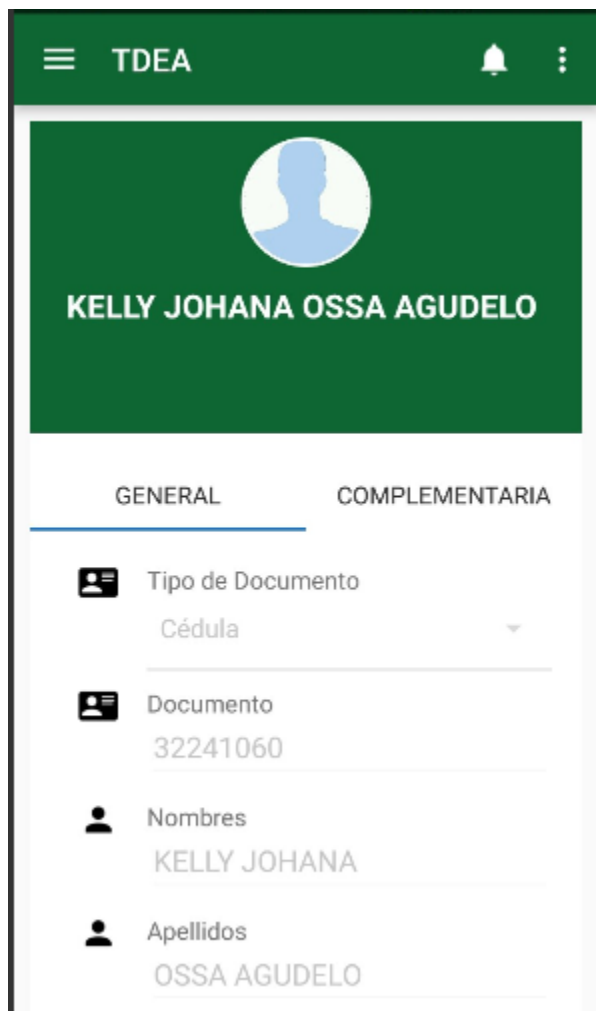 TDEA
KELLY JOHANA OSSA AGUDELO
GENERAL COMPLEMENTARIA
Tipo de Documento
Cédula
Documento
32241060
Nombres
KELLY JOHANA
Apellidos
OSSA AGUDELO